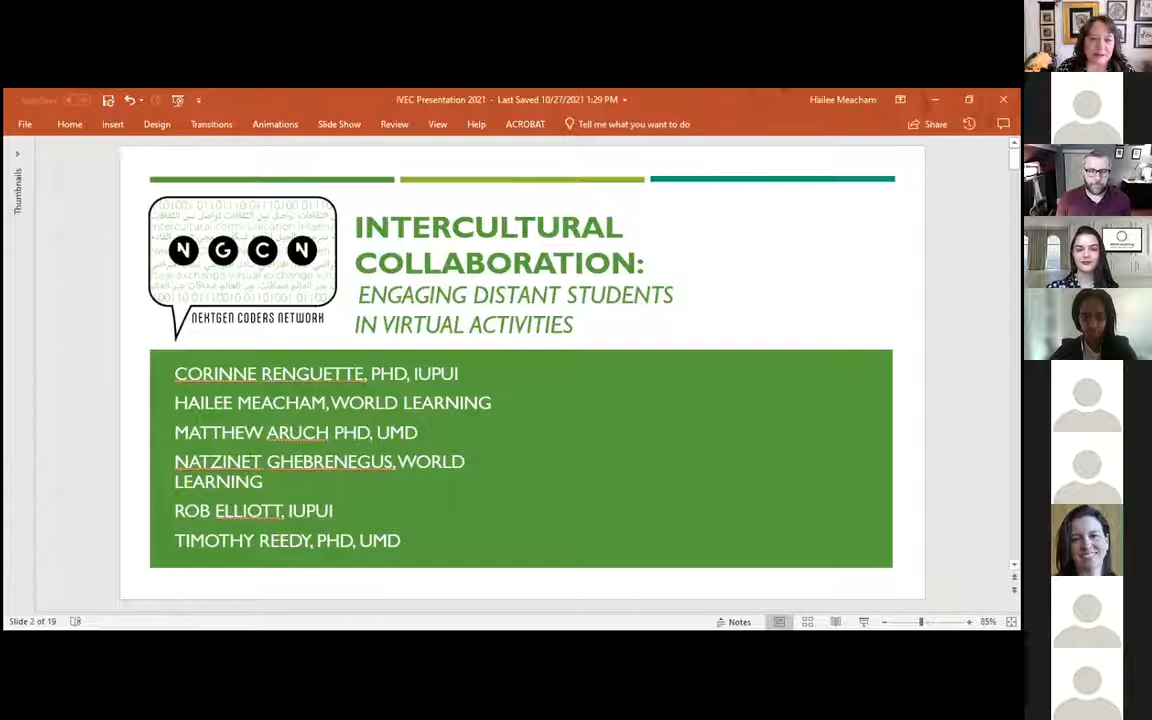 IVEC Presentation 2021 - Last Saved 10/27/2021 1:29 PM
Hailee Meacham
File Home Insert Design Transitions Animations Slide Show Review View Help ACROBAT Tell me what you want to do Share
Thumbnails
N G C N
NEXTGEN CODERS NETWORK
INTERCULTURAL
COLLABORATION:
ENGAGING DISTANT STUDENTS
IN VIRTUAL ACTIVITIES
CORINNE RENGUETTE, PHD, IUPUI
HAILEE MEACHAM, WORLD LEARNING
MATTHEW ARUCH PHD, UMD
NATZINET GHEBRENEGUS, WORLD
LEARNING
ROB ELLIOTT, IUPUI
TIMOTHY REEDY, PHD, UMD
Slide 2 of 19
Notes
85%